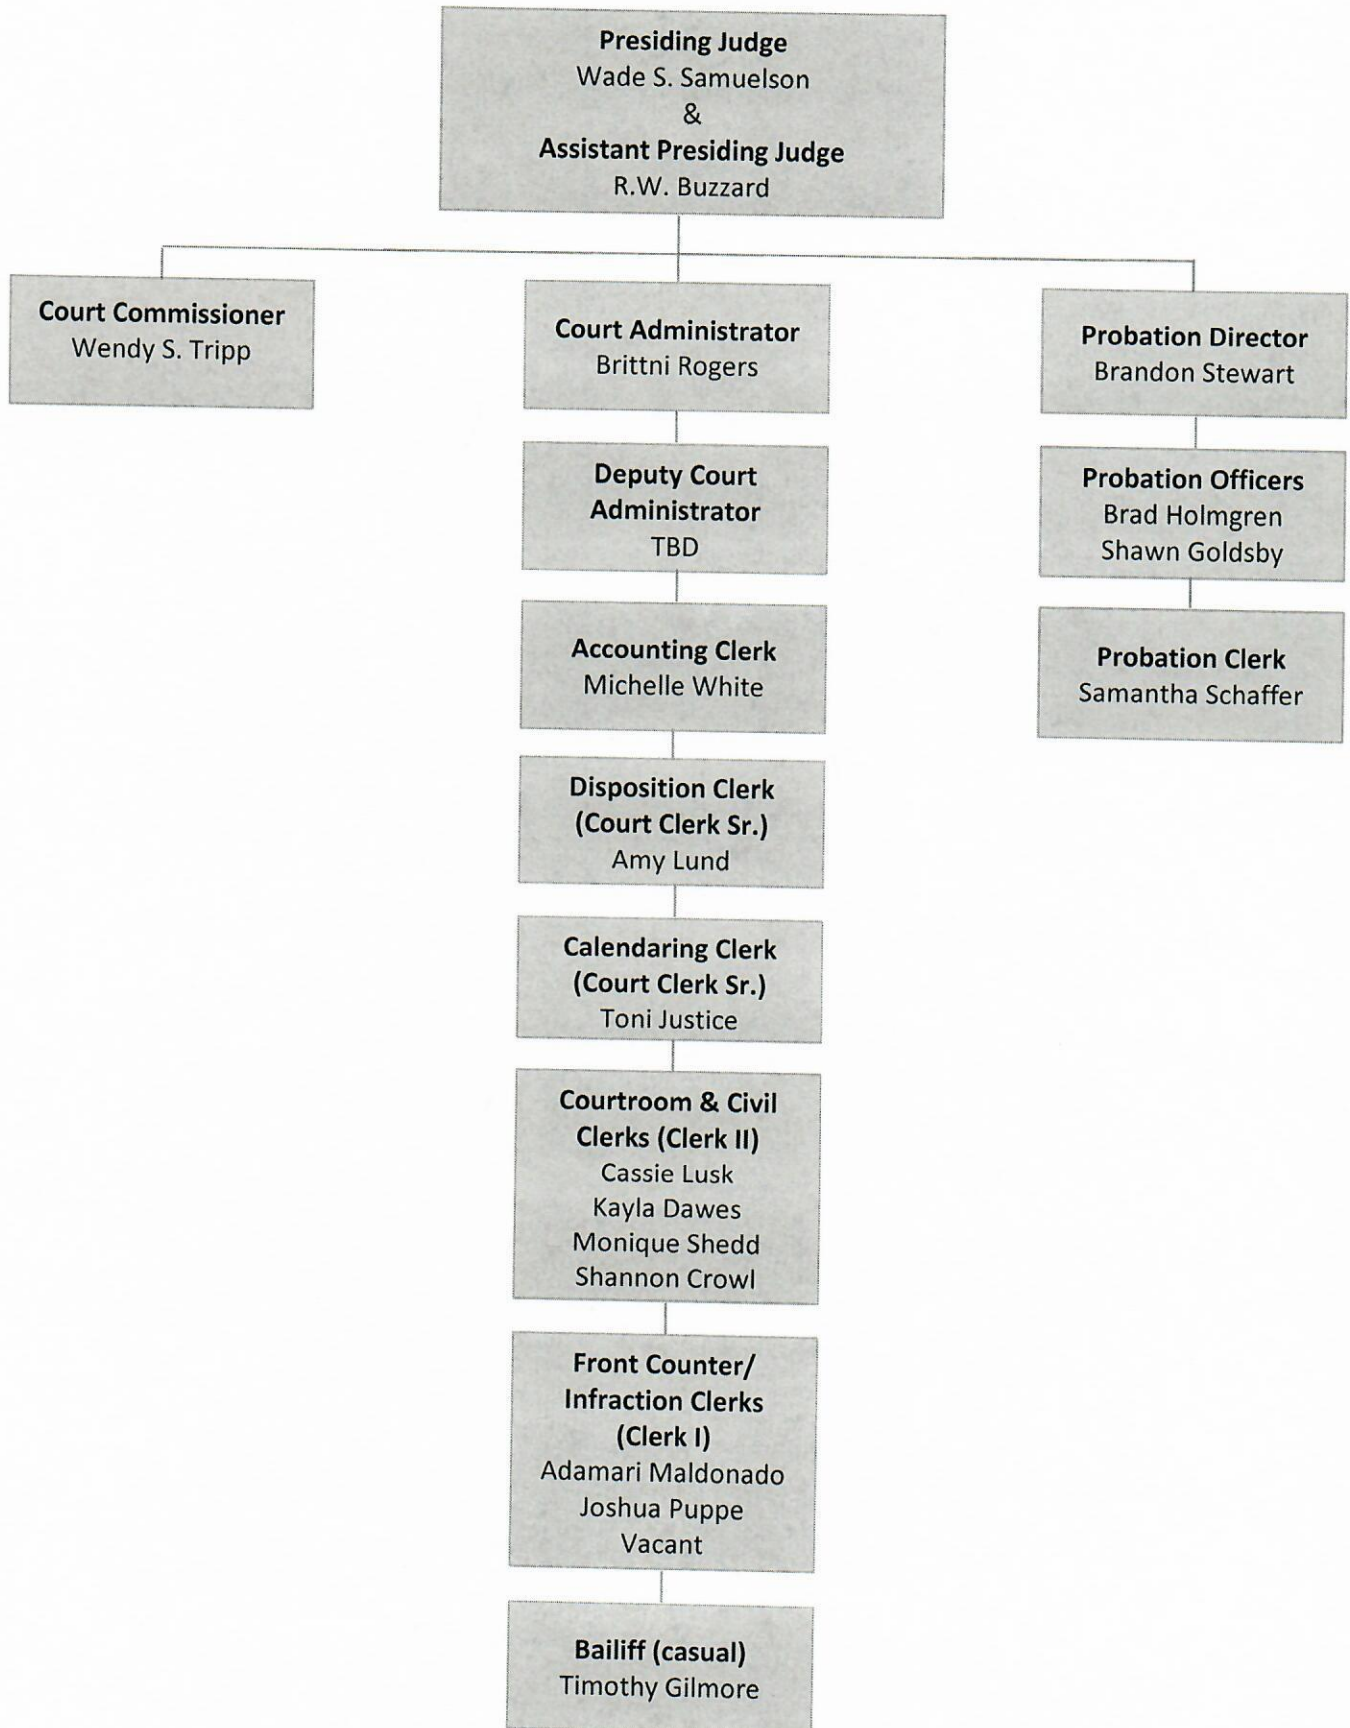 Presiding Judge
Wade S. Samuelson
&
Assistant Presiding Judge
R.W. Buzzard
Court Commissioner
Wendy S. Tripp
Court Administrator
Brittni Rogers
Probation Director
Brandon Stewart
Deputy Court
Administrator
TBD
Probation Officers
Brad Holmgren
Shawn Goldsby
Accounting Clerk
Michelle White
Probation Clerk
Samantha Schaffer
Disposition Clerk
(Court Clerk Sr.)
Amy Lund
Calendaring Clerk
(Court Clerk Sr.)
Toni Justice
Courtroom & Civil
Clerks (Clerk II)
Cassie Lusk
Kayla Dawes
Monique Shedd
Shannon Crowl
Front Counter/
Infraction Clerks
(Clerk I)
Adamari Maldonado
Joshua Puppe
Vacant
Bailiff (casual)
Timothy Gilmore